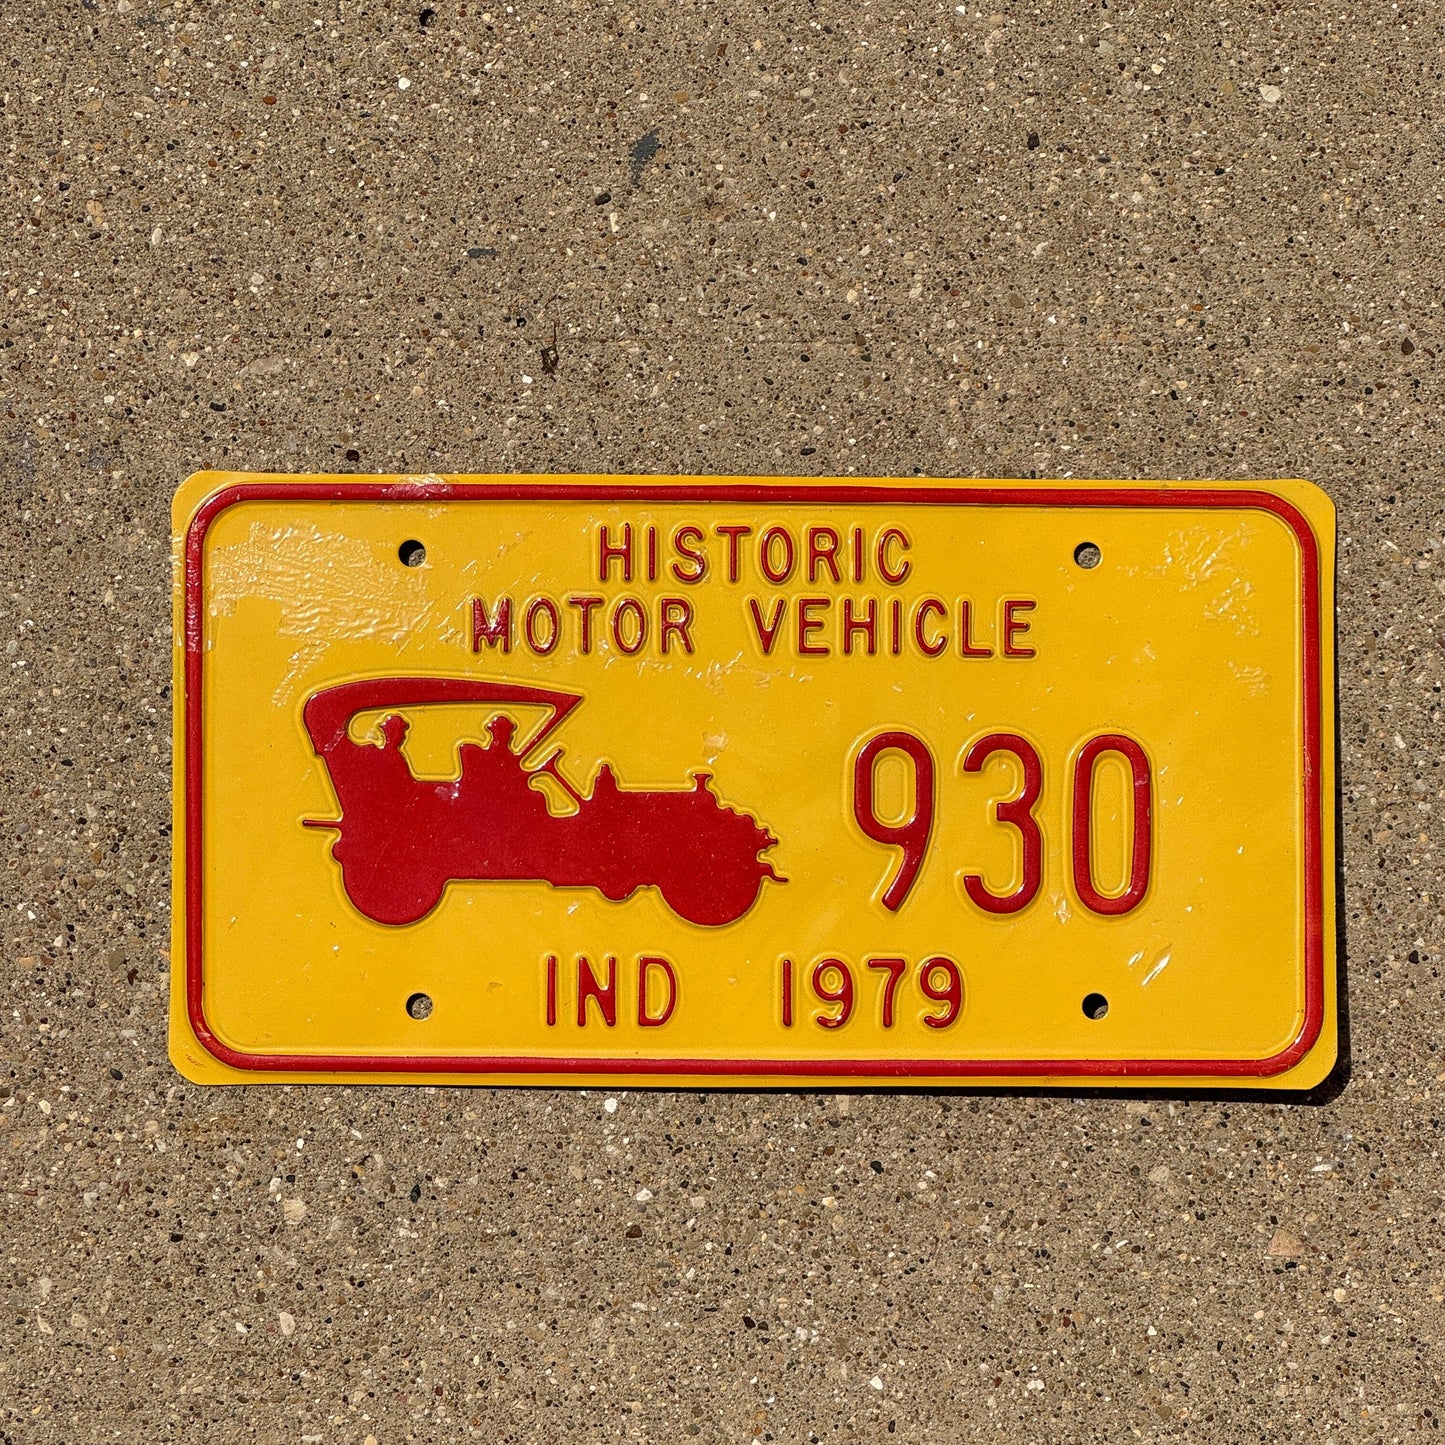 HISTORIC
MOTOR VEHICLE
930
IND 1979